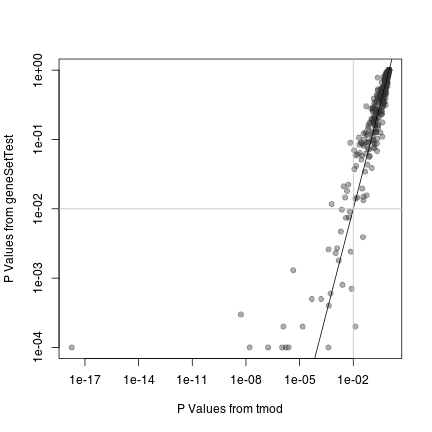 1e+00
1e-01
1e-02
1e-03
1e-04
P Values from geneSetTest
1e-17 1e-14 1e-11 1e-08 1e-05 1e-02
P Values from tmod